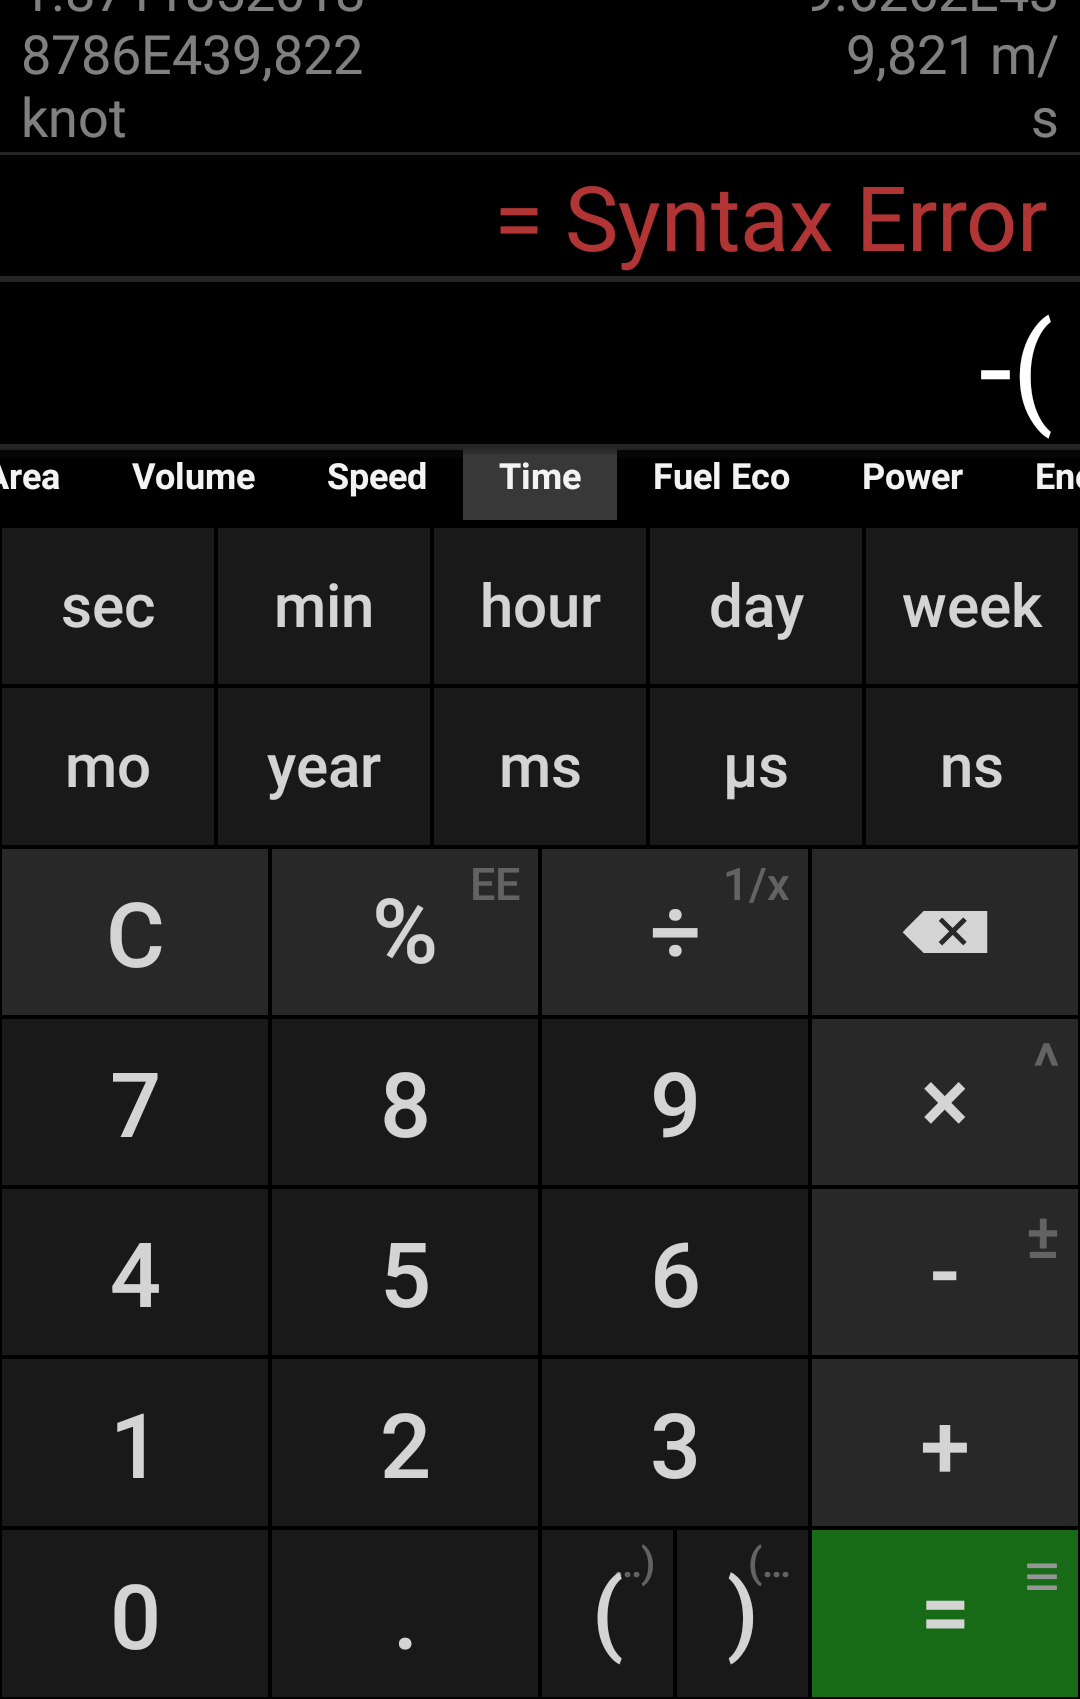 8786E439,822 9,821 m/
knot s
= Syntax Error
-(
Area Volume Speed Time Fuel Eco Power
sec min hour day week
mo year ms µs ns
C % EE ÷ 1/x
7 8 9 × ^
4 5 6 - ±
1 2 3 +
0 . ( ..) ) (... =